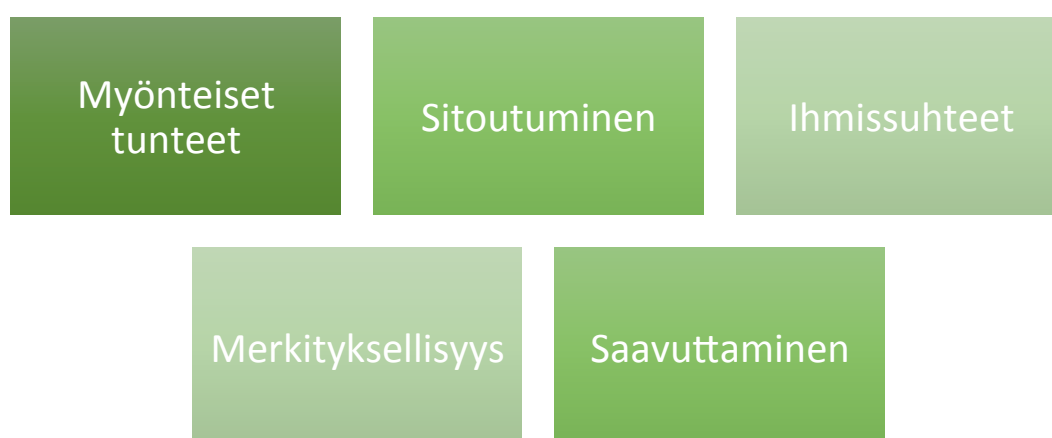 Myönteiset
tunteet
Sitoutuminen
Ihmissuhteet
Merkityksellisyys
Saavuttaminen